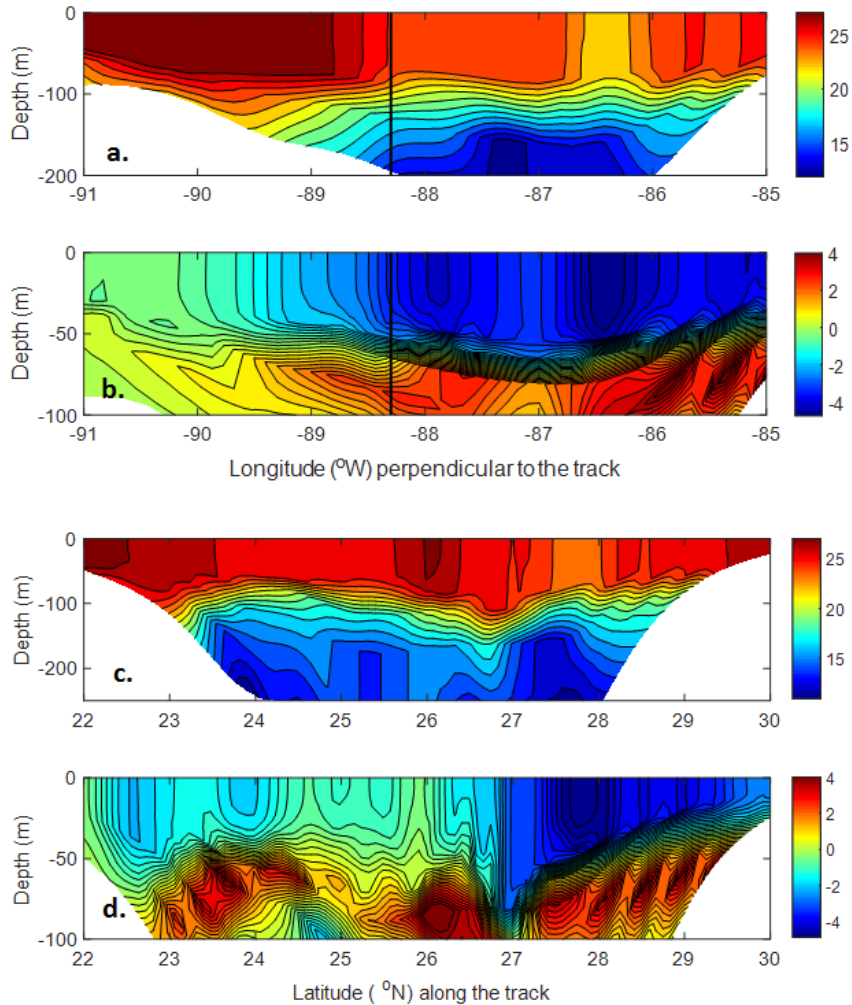 0
-100
-200
Depth (m)
a.
-91 -90 -89 -88 -87 -86 -85
25
20
15
0
-50
-100
Depth (m)
b.
-91 -90 -89 -88 -87 -86 -85
4
2
0
-2
-4
Longitude (°W) perpendicular to the track
0
-100
-200
Depth (m)
c.
22 23 24 25 26 27 28 29 30
25
20
15
0
-50
-100
Depth (m)
d.
22 23 24 25 26 27 28 29 30
4
2
0
-2
-4
Latitude ( °N) along the track